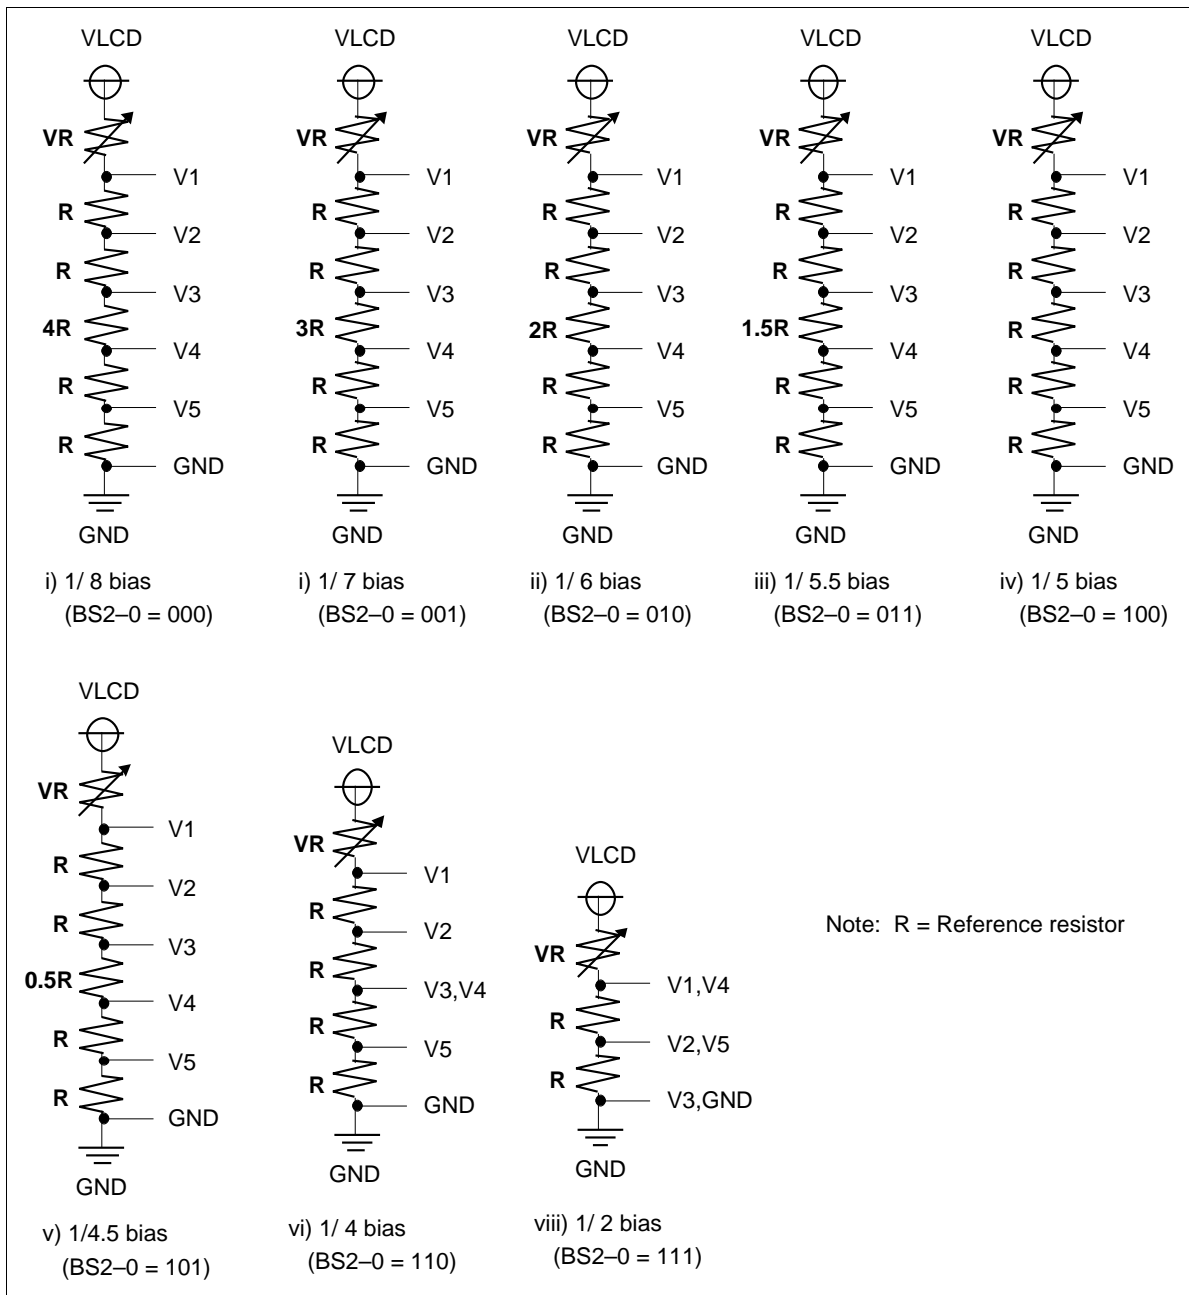 VLCD
VR
V1
R
V2
R
V3
4R
V4
R
V5
R
GND
GND
i) 1/ 8 bias
(BS2–0 = 000)
VLCD
VR
V1
R
V2
R
V3
3R
V4
R
V5
R
GND
GND
i) 1/ 7 bias
(BS2–0 = 001)
VLCD
VR
V1
R
V2
R
V3
2R
V4
R
V5
R
GND
GND
ii) 1/ 6 bias
(BS2–0 = 010)
VLCD
VR
V1
R
V2
R
V3
1.5R
V4
R
V5
R
GND
GND
iii) 1/ 5.5 bias
(BS2–0 = 011)
VLCD
VR
V1
R
V2
R
V3
R
V4
R
V5
R
GND
GND
iv) 1/ 5 bias
(BS2–0 = 100)
VLCD
VR
V1
R
V2
R
V3
0.5R
V4
R
V5
R
GND
GND
v) 1/4.5 bias
(BS2–0 = 101)
VLCD
VR
V1
R
V2
R
V3,V4
R
V5
R
GND
GND
vi) 1/ 4 bias
(BS2–0 = 110)
VLCD
VR
V1,V4
R
V2,V5
R
V3,GND
GND
viii) 1/ 2 bias
(BS2–0 = 111)
Note: R = Reference resistor